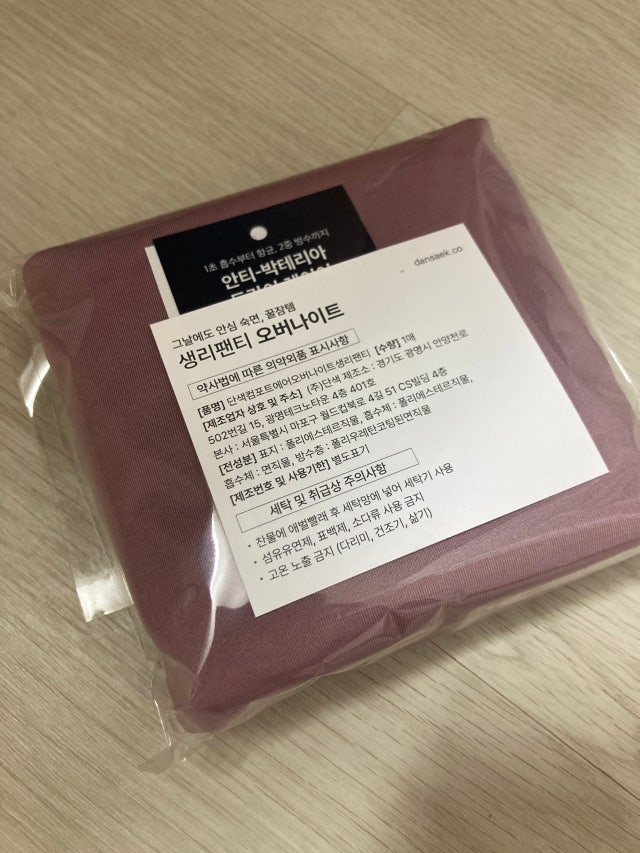 1초 흡수부터 항균, 2중 방수까지
안티-박테리아
dansaek.co
그날에도 안심 숙면, 꿀잠템
생리팬티 오버나이트
약사법에 따른 의약외품 표시사항
[품명] 단색컴포트에어오버나이트생리팬티 [수량] 1매
[제조업자 상호 및 주소] (주)단색 제조소 : 경기도 광명시 안양천로
502번길 15, 광명테크노타운 4층 401호
본사 : 서울특별시 마포구 월드컵북로 4길 51 CS빌딩 4층
[전성분] 표지 : 폴리에스테르직물, 흡수체 : 폴리에스테르직물,
흡수체 : 면직물, 방수층 : 폴리우레탄코팅된면직물
[제조번호 및 사용기한] 별도표기
세탁 및 취급상 주의사항
* 찬물에 애벌빨래 후 세탁망에 넣어 세탁기 사용
* 섬유유연제, 표백제, 소다류 사용 금지
* 고온 노출 금지 (다리미, 건조기, 삶기)